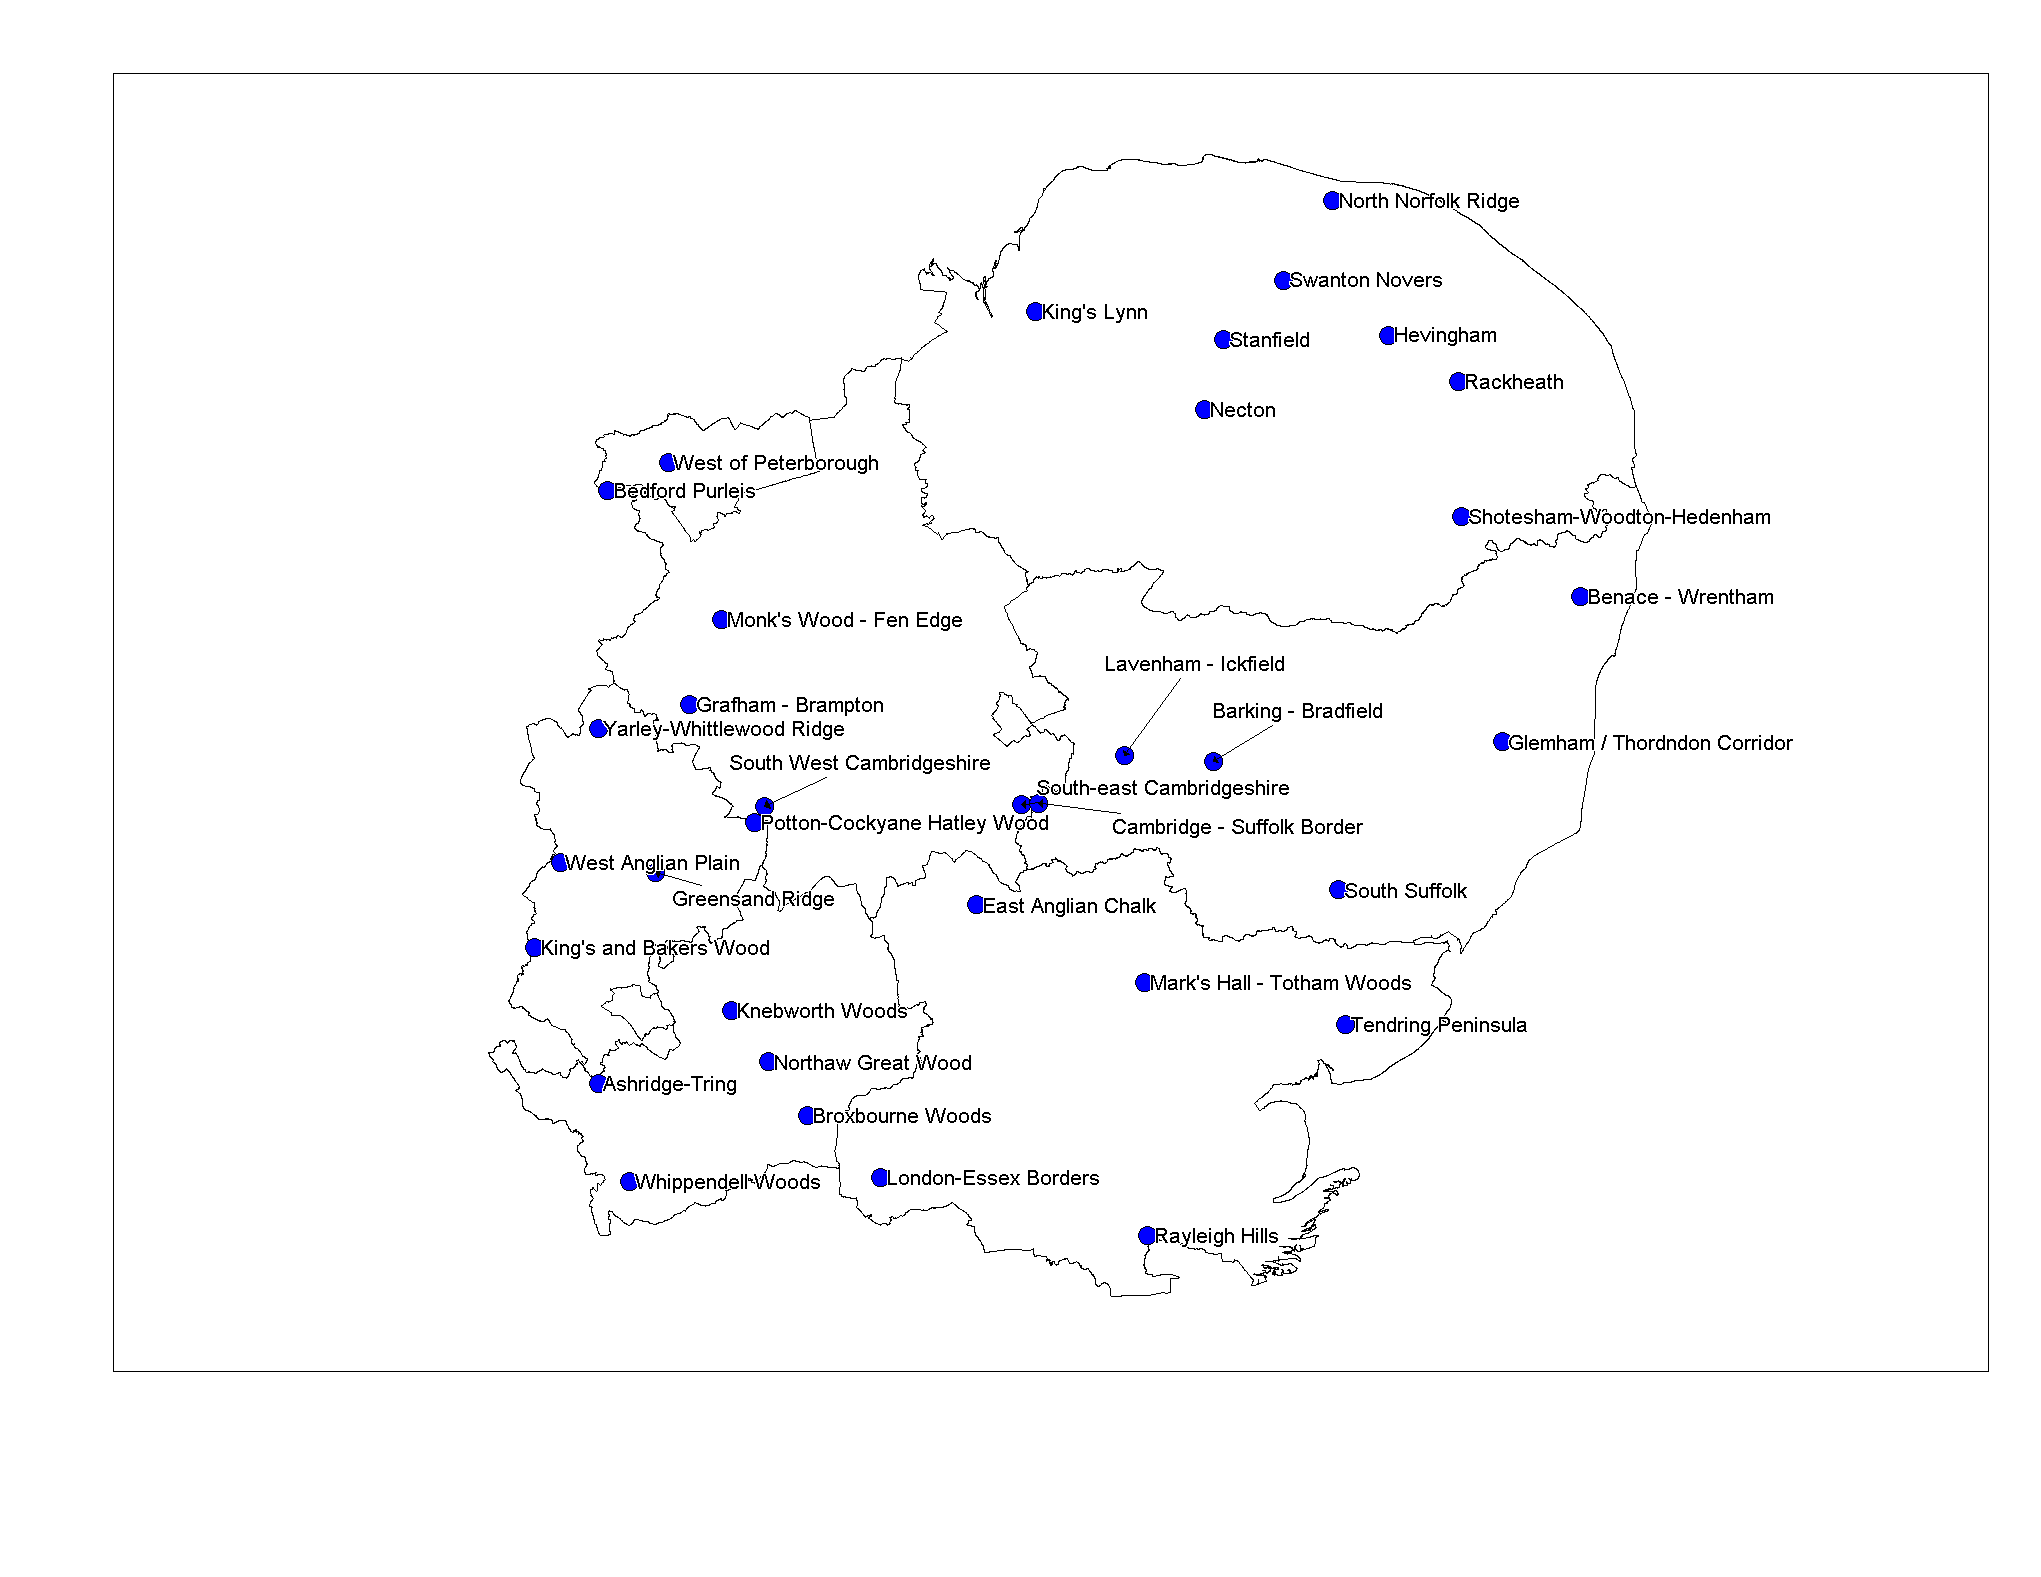 North Norfolk Ridge
Swanton Novers
King's Lynn
Stanfield
Hevingham
Rackheath
Necton
West of Peterborough
Bedford Purleis
Shotesham-Woodton-Hedenham
Benace - Wrentham
Monk's Wood - Fen Edge
Lavenham - Ickfield
Grafham - Brampton
Barking - Bradfield
Yarley-Whittlewood Ridge
Glemham / Thordndon Corridor
South West Cambridgeshire
South-east Cambridgeshire
Potton-Cockyane Hatley Wood
Cambridge - Suffolk Border
West Anglian Plain
South Suffolk
Greensand Ridge
East Anglian Chalk
King's and Bakers Wood
Mark's Hall - Totham Woods
Knebworth Woods
Tendring Peninsula
Northaw Great Wood
Ashridge-Tring
Broxbourne Woods
London-Essex Borders
Whippendell Woods
Rayleigh Hills